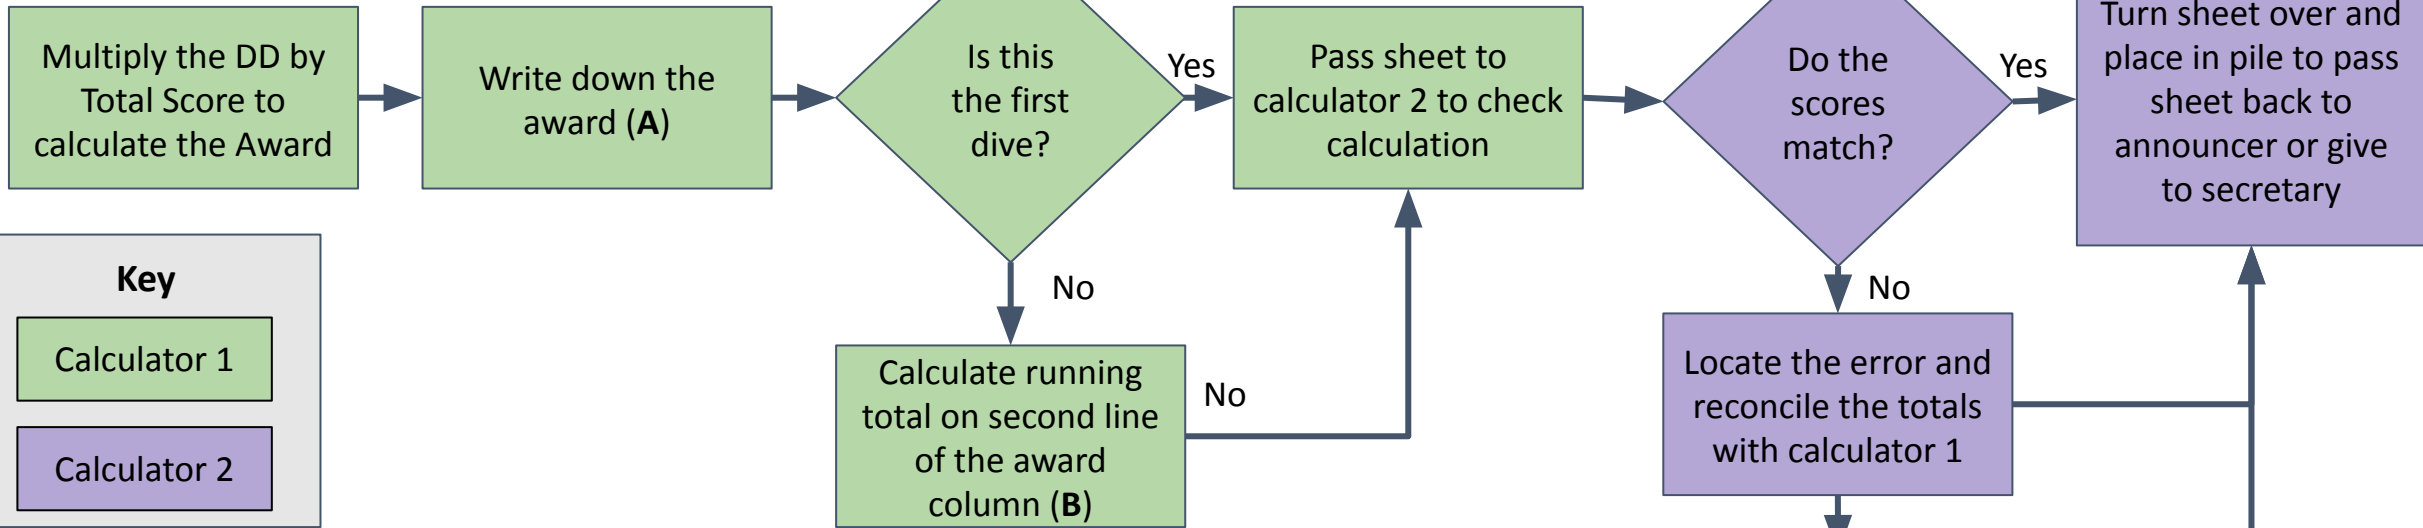 Multiply the DD by
Total Score to
calculate the Award
Write down the
award (A)
Is this
the first
dive?
Yes
Pass sheet to
calculator 2 to check
calculation
Do the
scores
match?
Yes
Turn sheet over and
place in pile to pass
sheet back to
announcer or give
to secretary
Key
Calculator 1
Calculator 2
No
Calculate running
total on second line
of the award
column (B)
No
No
Locate the error and
reconcile the totals
with calculator 1